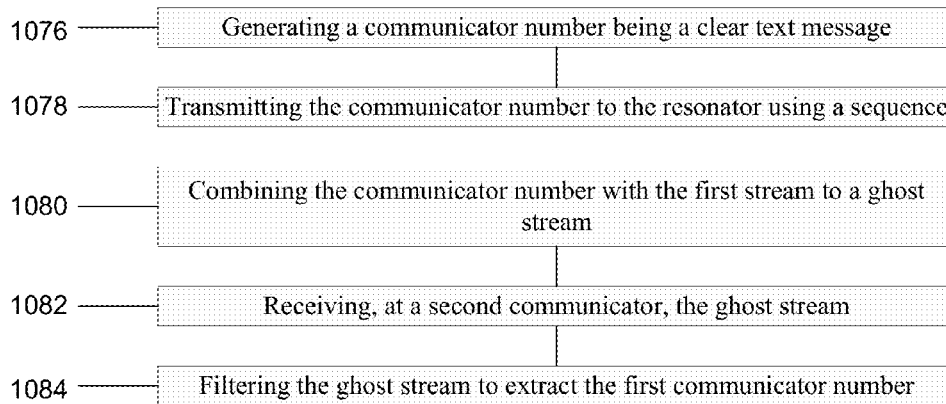 1076 Generating a communicator number being a clear text message
1078 Transmitting the communicator number to the resonator using a sequence
1080 Combining the communicator number with the first stream to a ghost
stream
1082 Receiving, at a second communicator, the ghost stream
1084 Filtering the ghost stream to extract the first communicator number